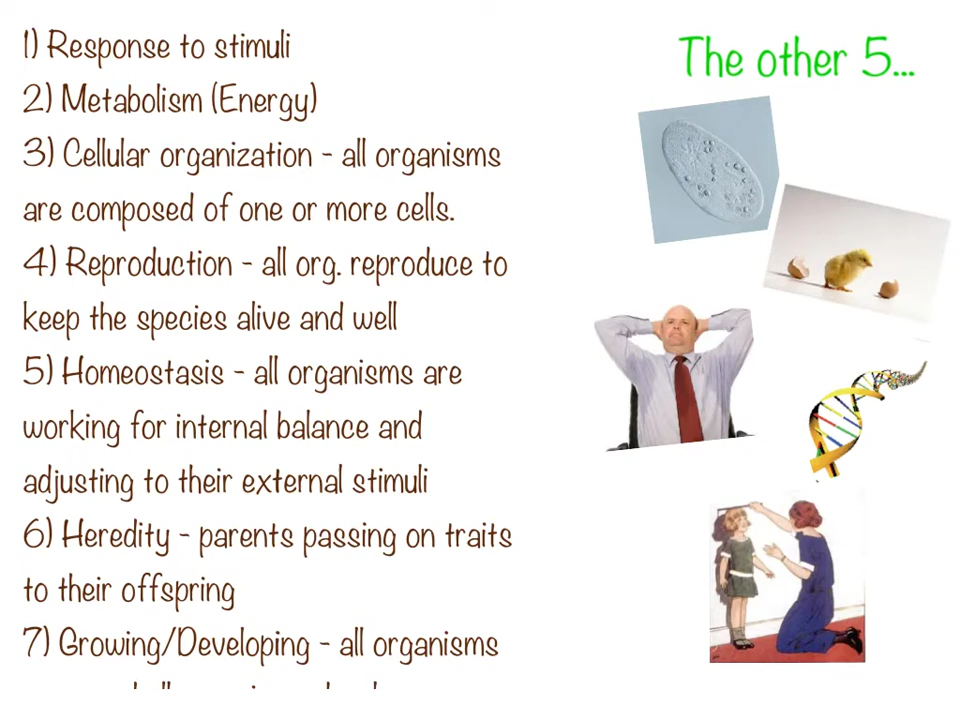 1) Response to stimuli
The other 5...
2) Metabolism (Energy)
3) Cellular organization - all organisms
are composed of one or more cells.
4) Reproduction - all org. reproduce to
keep the species alive and well
5) Homeostasis - all organisms are
working for internal balance and
adjusting to their external stimuli
6) Heredity - parents passing on traits
to their offspring
7) Growing/Developing - all organisms